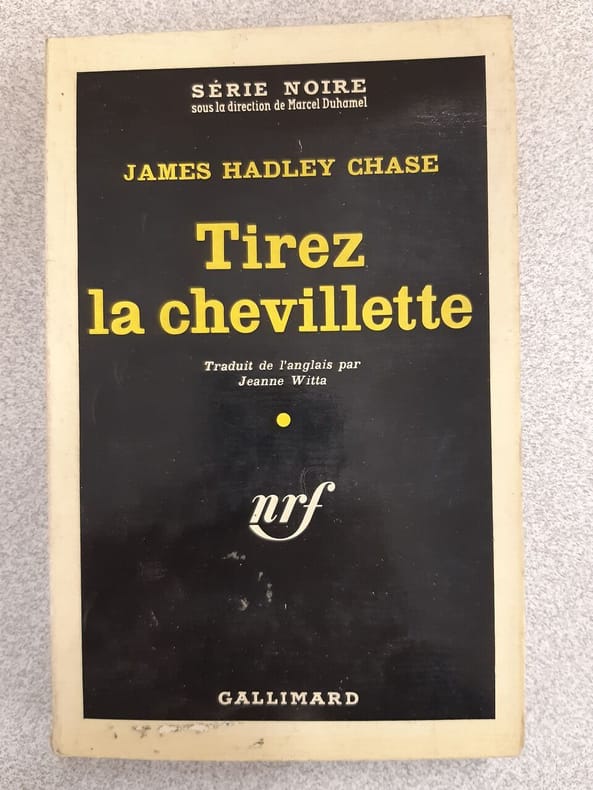 SÉRIE NOIRE
sous la direction de Marcel Duhamel
JAMES HADLEY CHASE
Tirez
la chevillette
Traduit de l'anglais par
Jeanne Witta
nrf
GALLIMARD